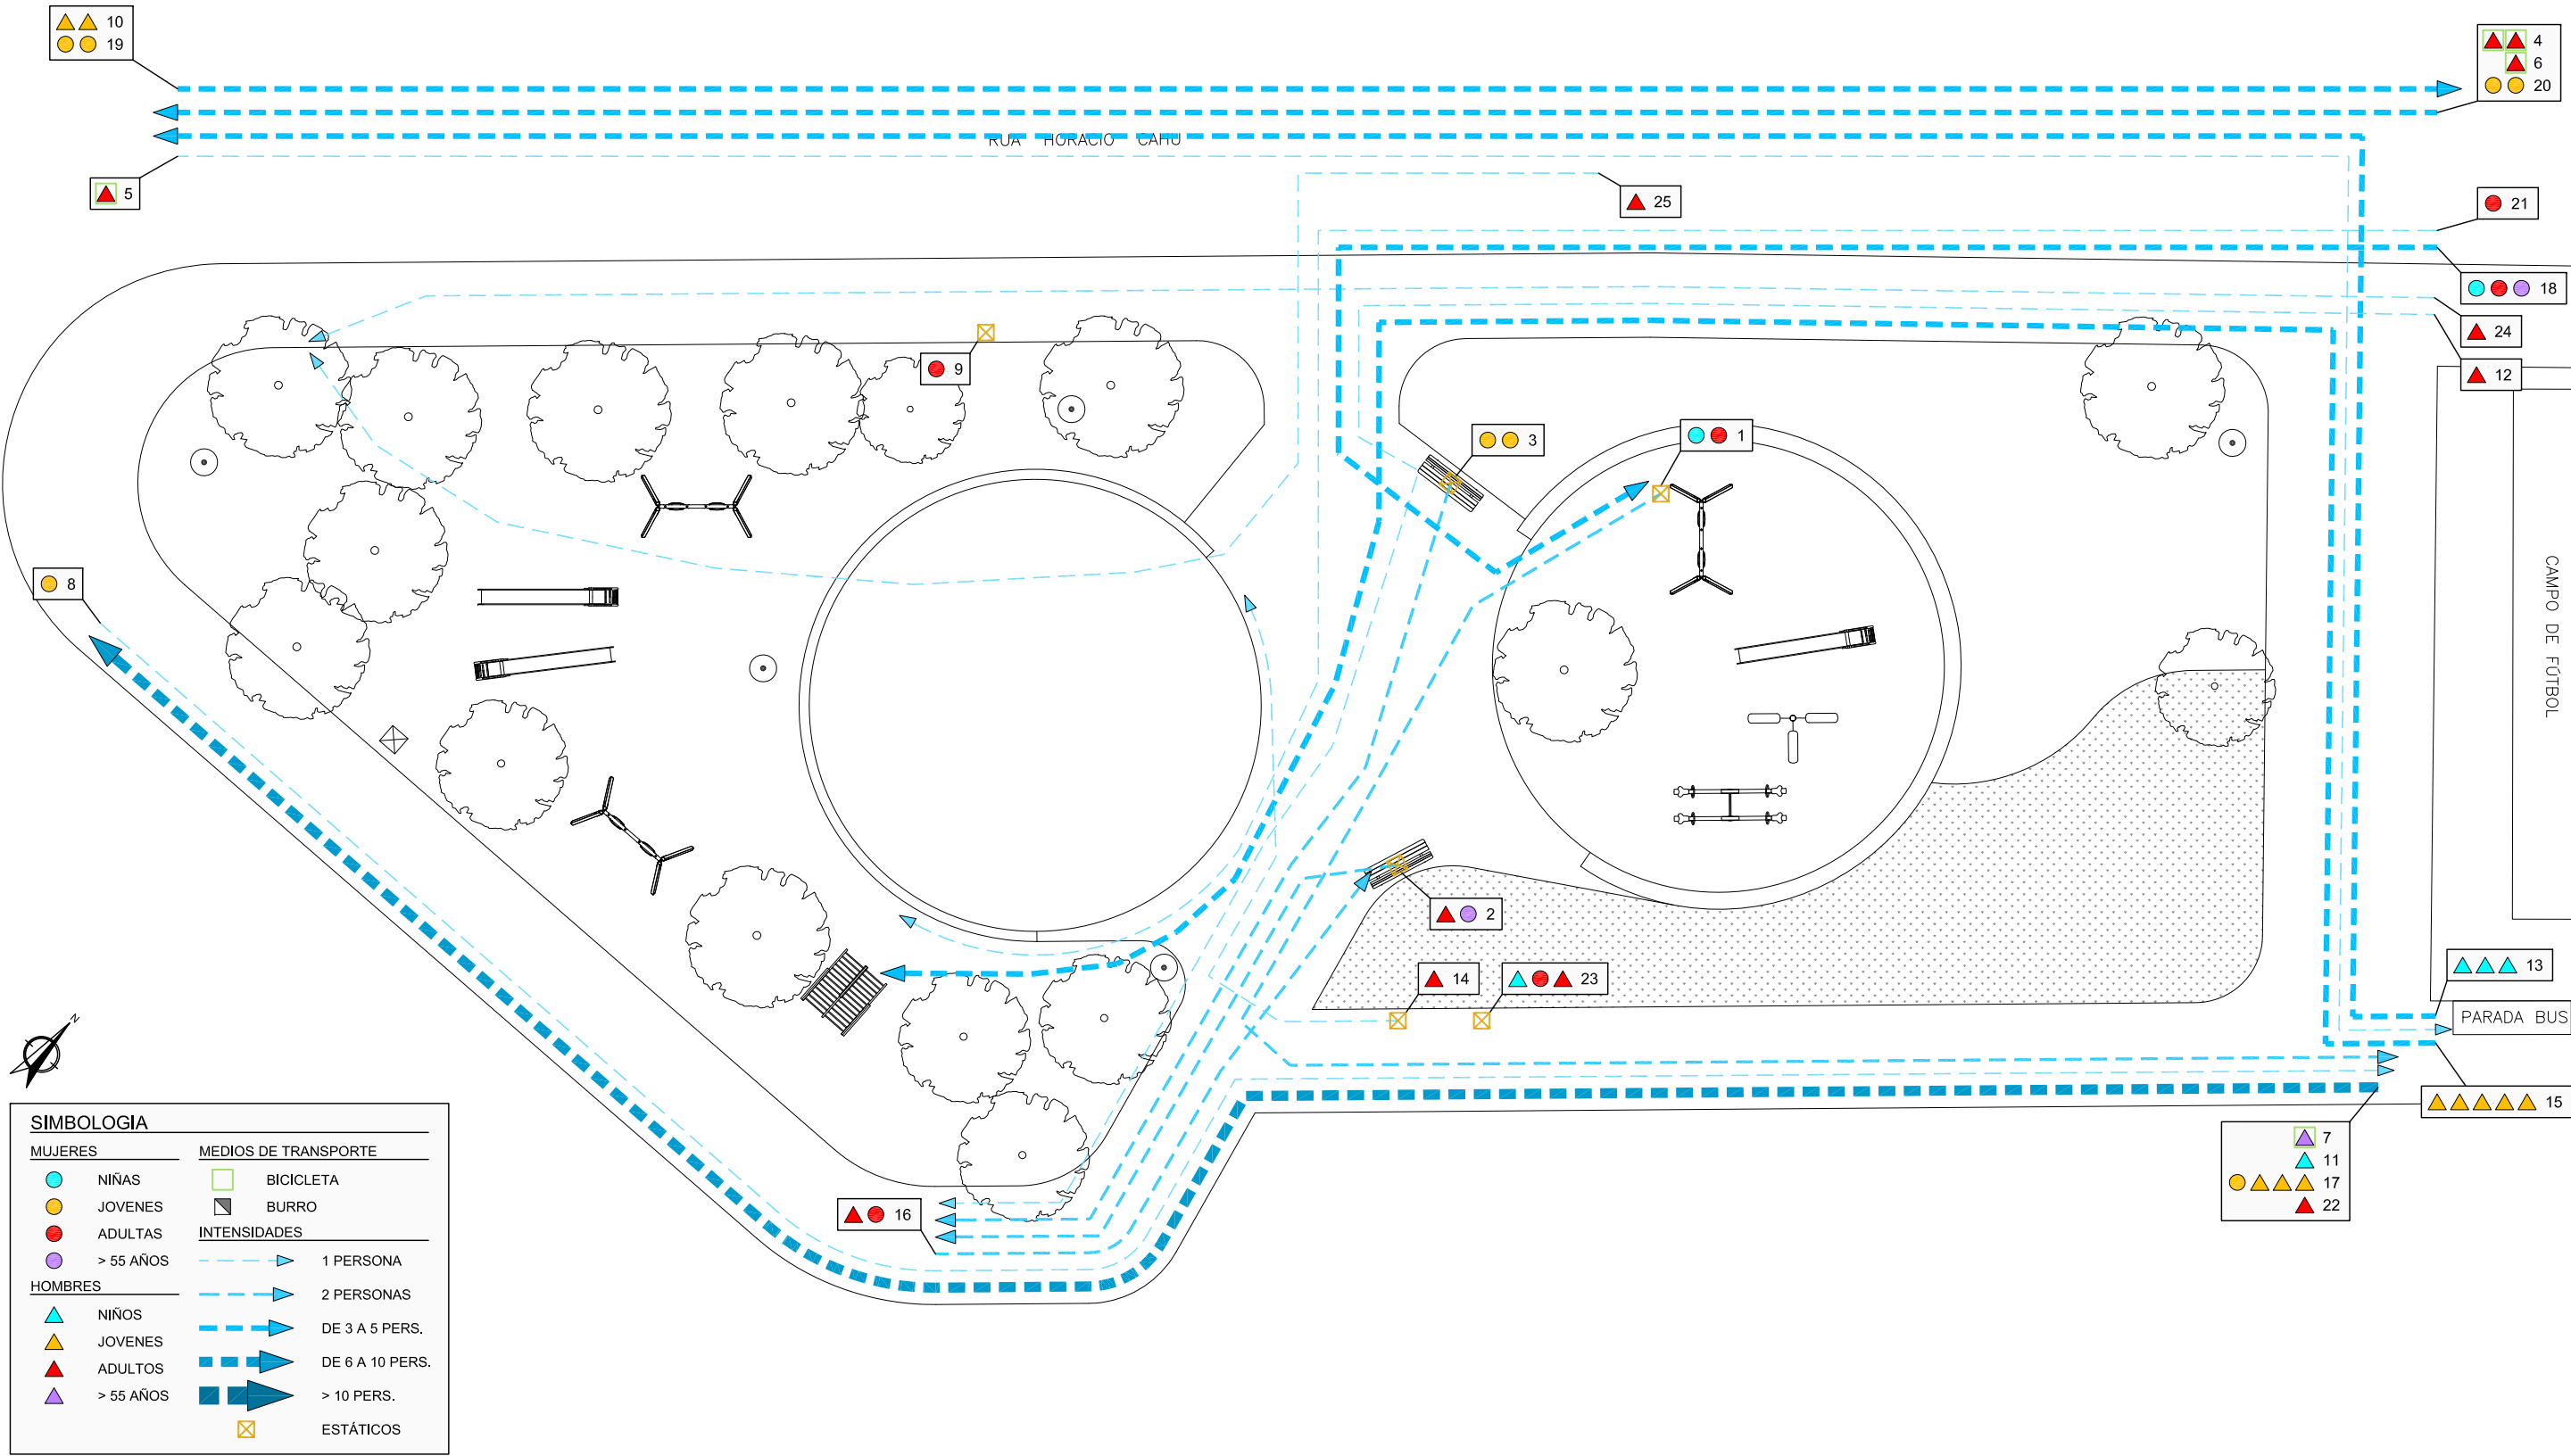 10
19
4
6
20
RUA HORACIO CAHU
5
25
21
18
24
12
9
3
1
8
CAMPO DE FÚTBOL
2
14
23
13
PARADA BUS
15
7
11
17
22
16
N
SIMBOLOGIA
MUJERES
NIÑAS
JOVENES
ADULTAS
> 55 AÑOS
HOMBRES
NIÑOS
JOVENES
ADULTOS
> 55 AÑOS
MEDIOS DE TRANSPORTE
BICICLETA
BURRO
INTENSIDADES
1 PERSONA
2 PERSONAS
DE 3 A 5 PERS.
DE 6 A 10 PERS.
> 10 PERS.
ESTÁTICOS